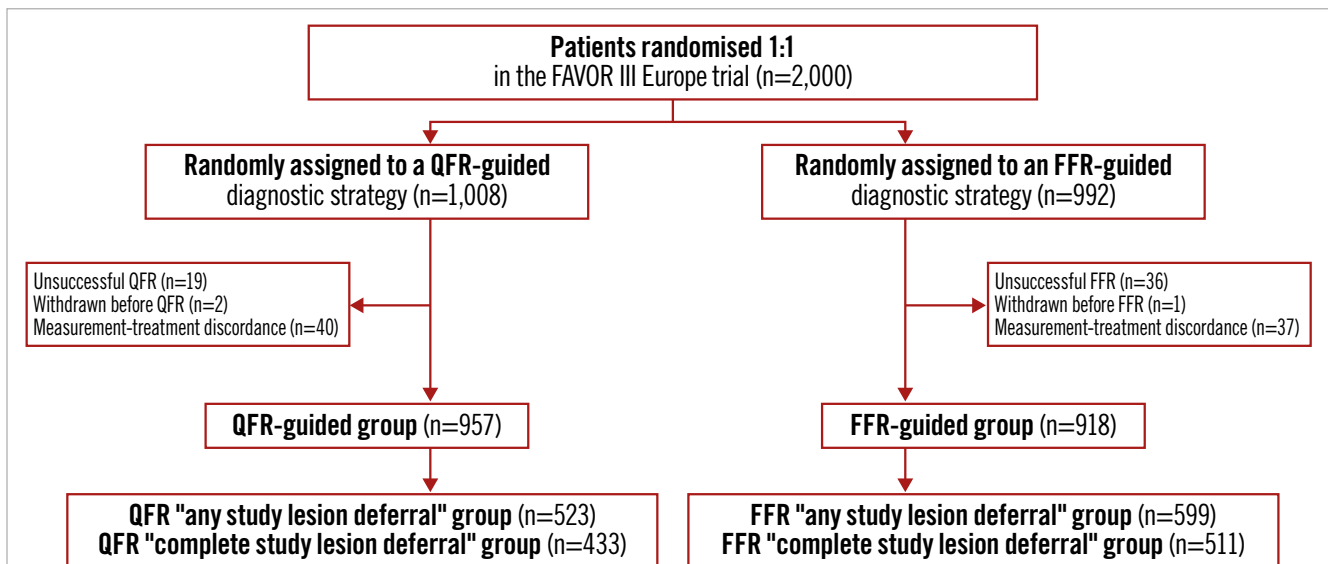 Patients randomised 1:1
in the FAVOR III Europe trial (n=2,000)
Randomly assigned to a QFR-guided
diagnostic strategy (n=1,008)
Randomly assigned to an FFR-guided
diagnostic strategy (n=992)
Unsuccessful QFR (n=19)
Withdrawn before QFR (n=2)
Measurement-treatment discordance (n=40)
Unsuccessful FFR (n=36)
Withdrawn before FFR (n=1)
Measurement-treatment discordance (n=37)
QFR-guided group (n=957)
FFR-guided group (n=918)
QFR "any study lesion deferral" group (n=523)
QFR "complete study lesion deferral" group (n=433)
FFR "any study lesion deferral" group (n=599)
FFR "complete study lesion deferral" group (n=511)